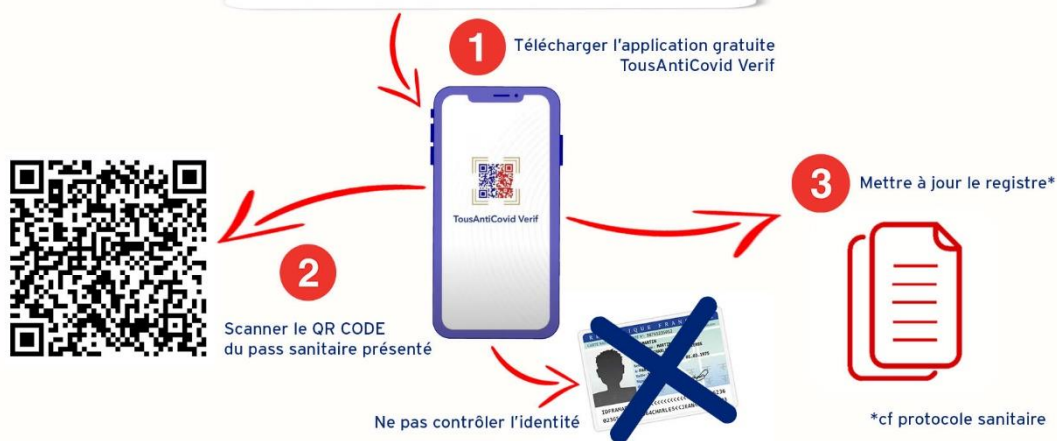 1
Télécharger l'application gratuite
TousAntiCovid Verif
TousAntiCovid Verif
2
Scanner le QR CODE
du pass sanitaire présenté
3
Mettre à jour le registre*
Ne pas contrôler l'identité
*cf protocole sanitaire